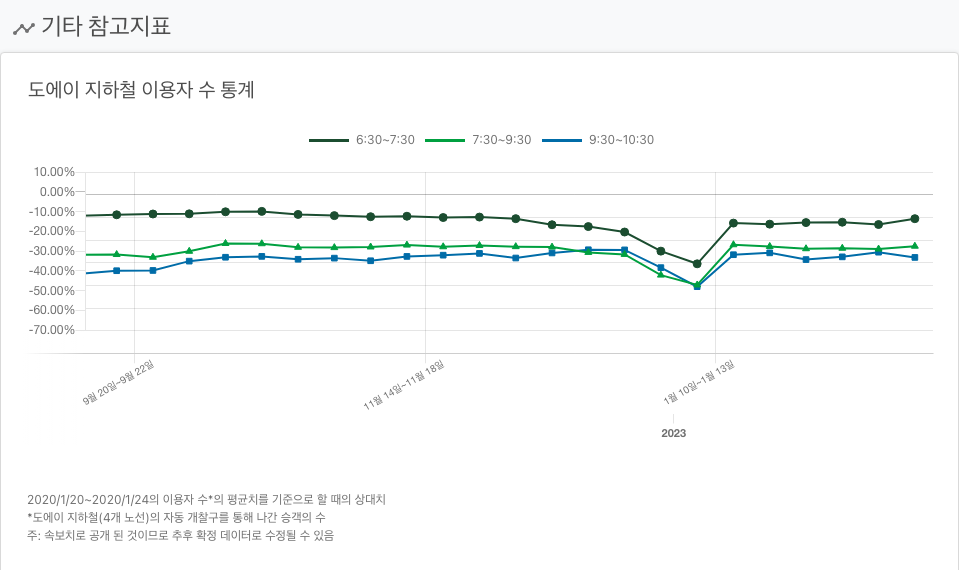 기타 참고지표
도에이 지하철 이용자 수 통계
6:30~7:30 7:30~9:30 9:30~10:30
10.00%
0.00%
-10.00%
-20.00%
-30.00%
-40.00%
-50.00%
-60.00%
-70.00%
9월 20일~9월 22일
11월 14일~11월 18일
1월 10일~1월 13일
2023
2020/1/20~2020/1/24의 이용자 수*의 평균치를 기준으로 할 때의 상대치
*도에이 지하철(4개 노선)의 자동 개찰구를 통해 나간 승객의 수
주: 속보치로 공개 된 것이므로 추후 확정 데이터로 수정될 수 있음